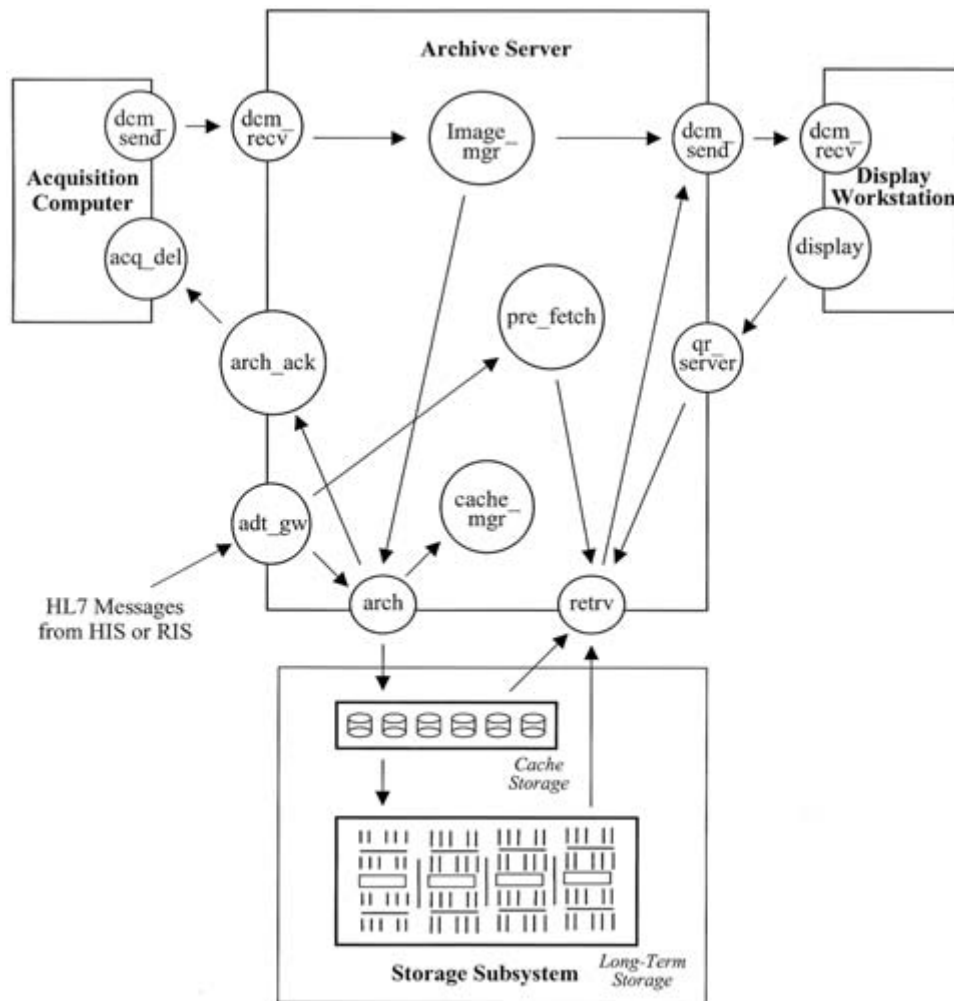 Archive Server
dcm_
send
dcm_
recv
Image_
mgr
dcm_
send
dcm_
recv
Acquisition
Computer
Display
Workstation
acq_del
display
pre_fetch
arch_ack
qr_
server
cache_
mgr
adt_gw
arch
retrv
HL7 Messages
from HIS or RIS
Cache
Storage
Long-Term
Storage
Storage Subsystem